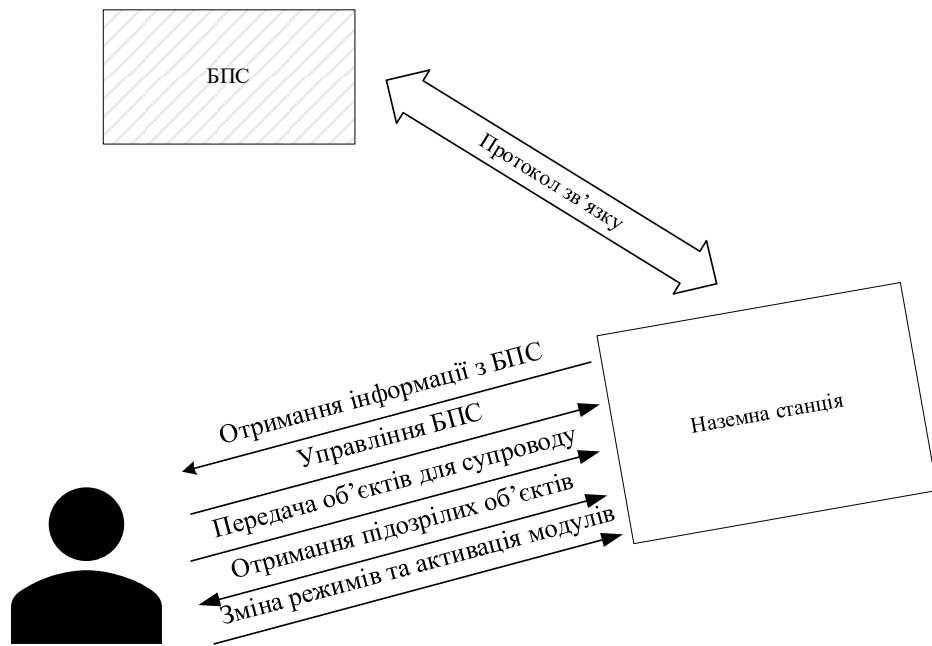 БПС
Протокол зв’язку
Отримання інформації з БПС
Управління БПС
Наземна станція
Передача об’єктів для супроводу
Отримання підозрілих об’єктів
Зміна режимів та активація модулів